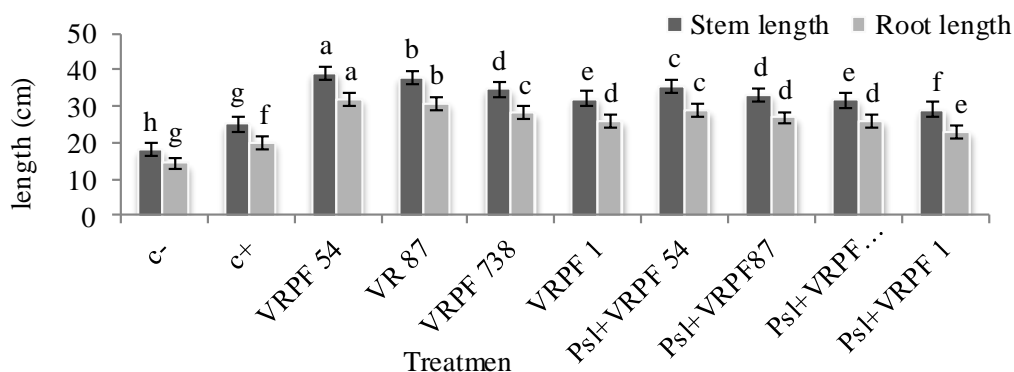 Stem length Root length
length (cm)
50
40
30
20
10
0
h g
g f
a a
b b
d c
e d
c c
d d
e d
f e
c-
c+
VRPF 54
VR 87
VRPF 738
VRPF 1
Psl+VRPF 54
Psl+VRPF87
Psl+VRPF…
Psl+VRPF 1
Treatmen